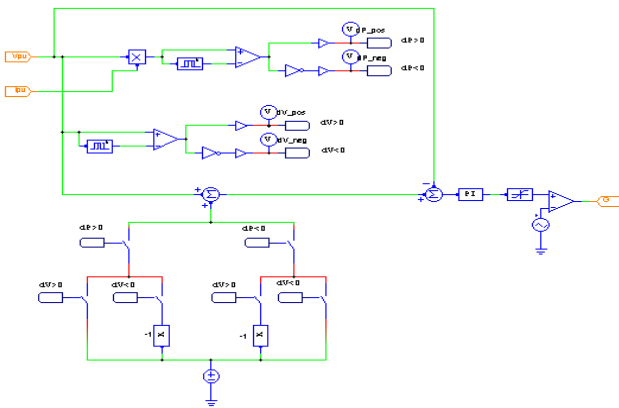 Vpu
Ipu
V dP_pos
dP>0
V dP_neg
dP<0
V dV_pos
dV>0
V dV_neg
dV<0
PI
dP>0
dP<0
dV>0
dV<0
dV>0
dV<0
-1
K
-1
K